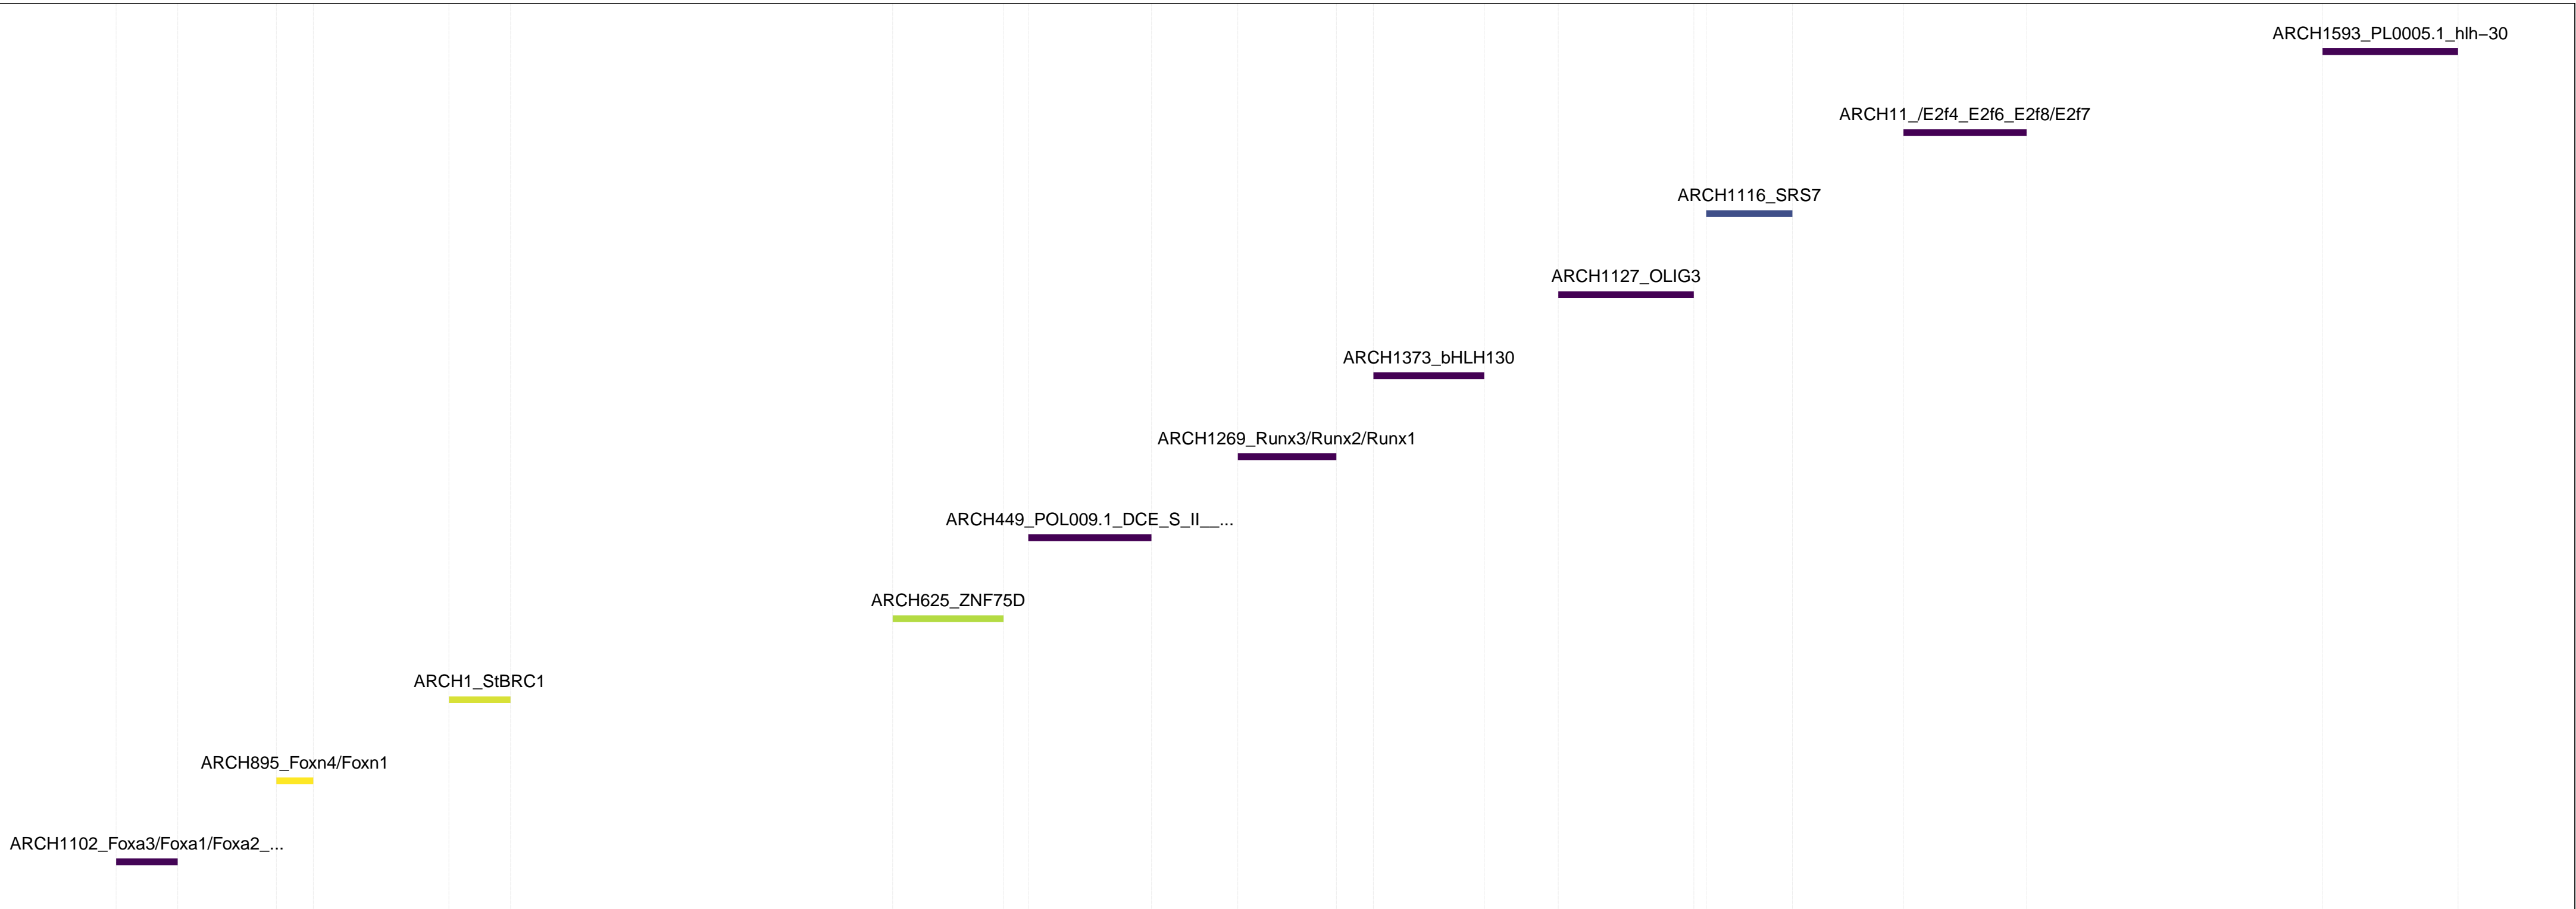 ARCH1593_PL0005.1_hlh−30
ARCH11_/E2f4_E2f6_E2f8/E2f7
ARCH1116_SRS7
ARCH1127_OLIG3
ARCH1373_bHLH130
ARCH1269_Runx3/Runx2/Runx1
ARCH449_POL009.1_DCE_S_II__...
ARCH625_ZNF75D
ARCH1_StBRC1
ARCH895_Foxn4/Foxn1
ARCH1102_Foxa3/Foxa1/Foxa2_...